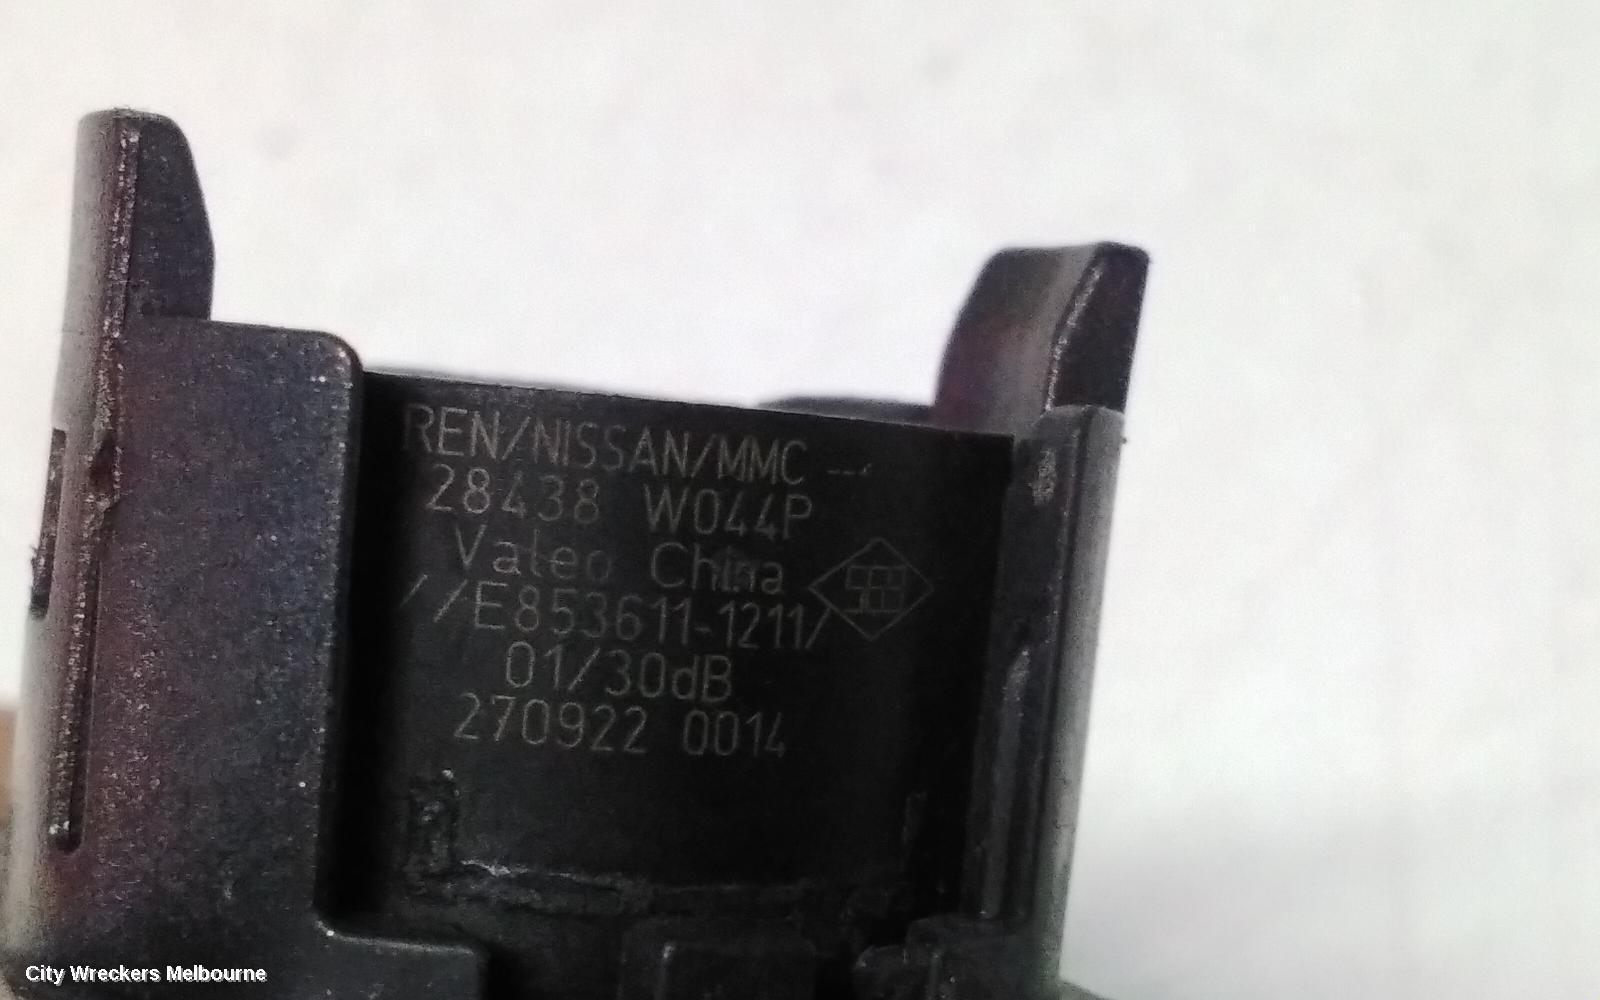 REN/NISSAN/MMC ---
28438 W044P
Valeo China
//E853611-1211/
01/30dB
270922 0014
City Wreckers Melbourne